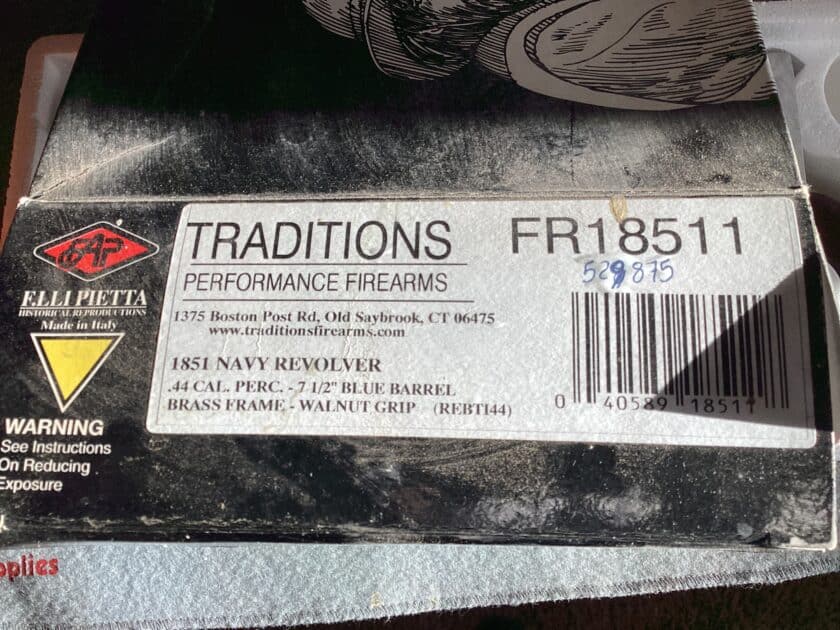 TRADITIONS
PERFORMANCE FIREARMS
1375 Boston Post Rd, Old Saybrook, CT 06475
www.traditionsfirearms.com
1851 NAVY REVOLVER
.44 CAL. PERC. - 7 1/2" BLUE BARREL
BRASS FRAME - WALNUT GRIP (REBTI44)
FR18511
529875
0 40589 18511
F.LLI PIETTA
HISTORICAL REPRODUCTIONS
Made in Italy
WARNING
See Instructions
On Reducing
Exposure